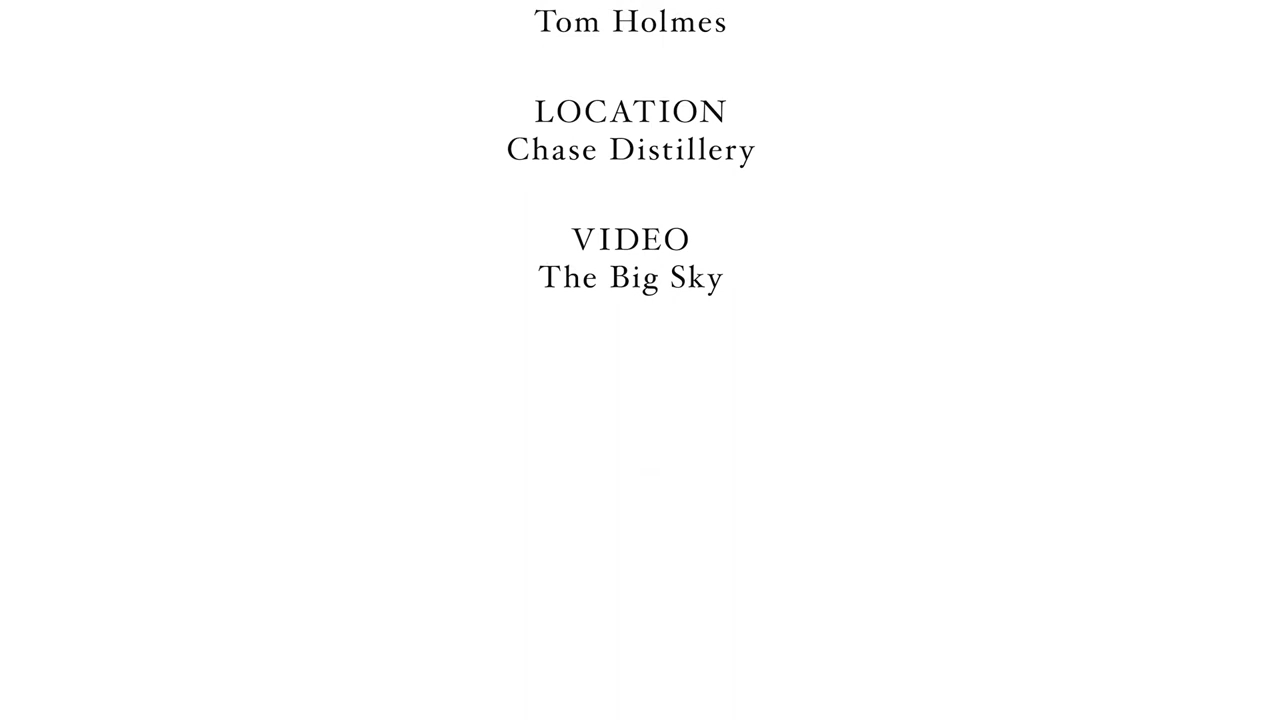 Tom Holmes
LOCATION
Chase Distillery
VIDEO
The Big Sky